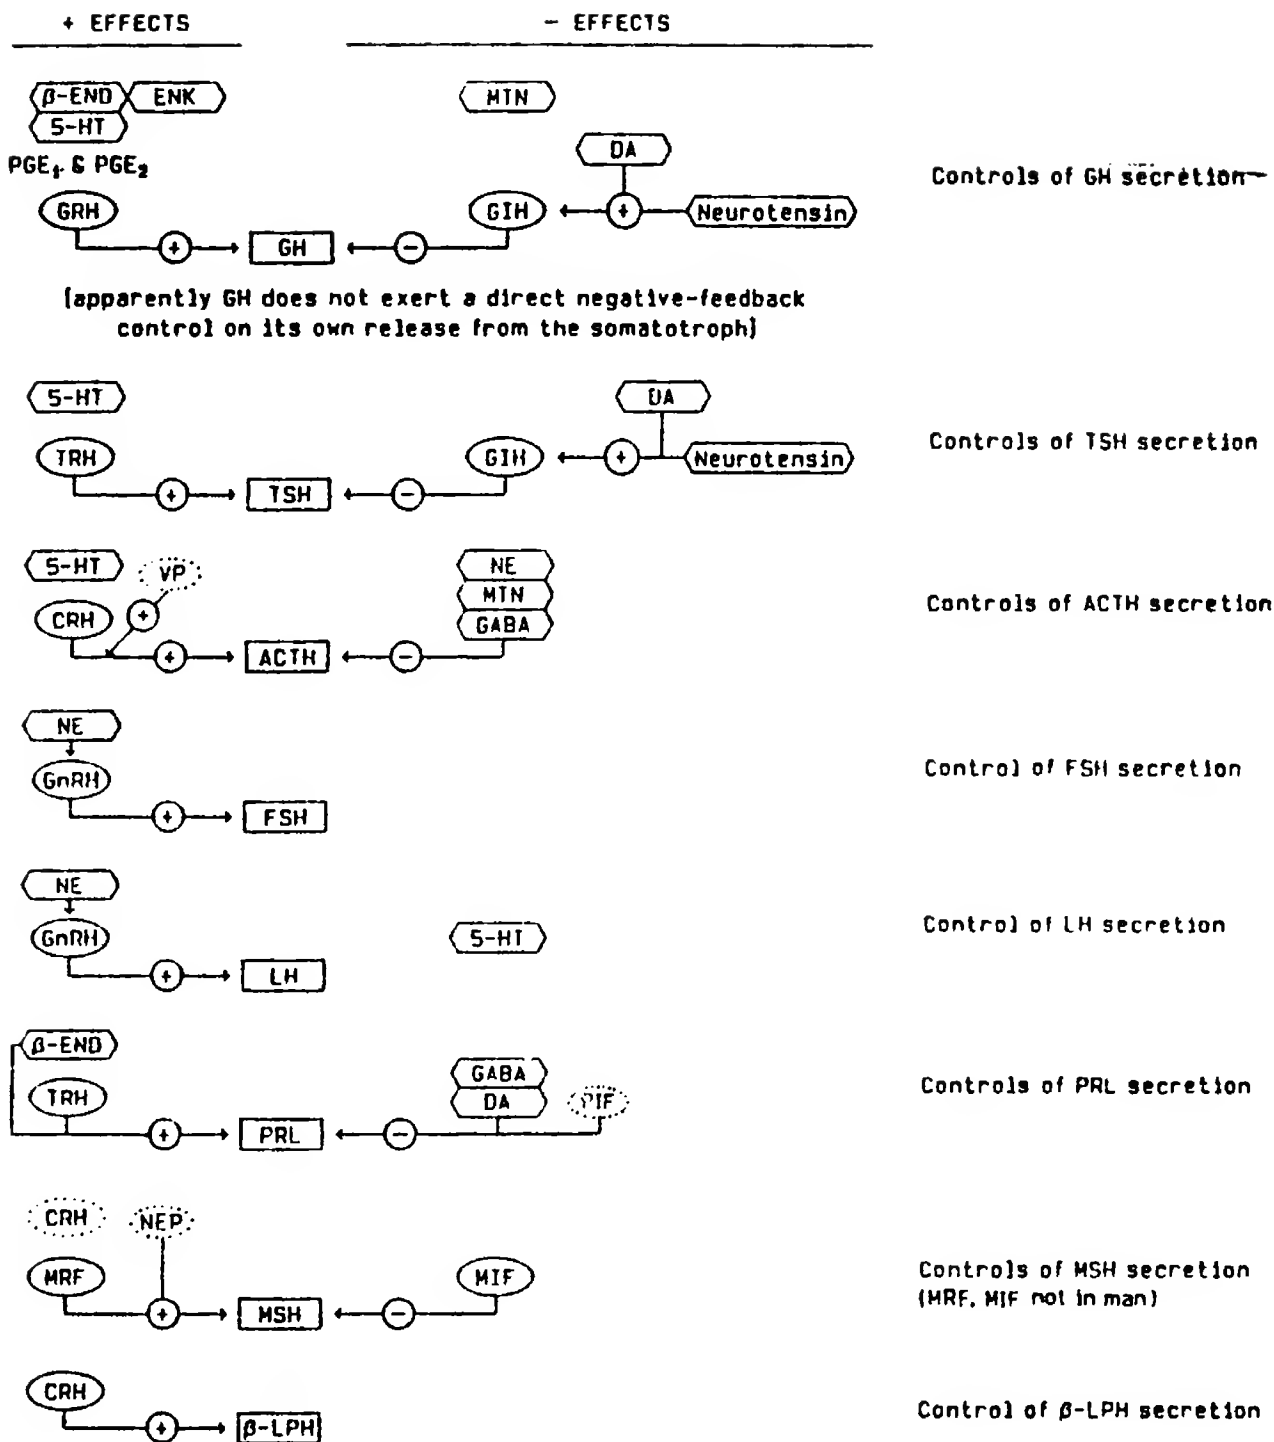 + EFFECTS
− EFFECTS
β-END
ENK
MTN
5-HT
DA
PGE₁ & PGE₂
Controls of GH secretion
GRH
GIH
+
Neurotensin
+
GH
−
(apparently GH does not exert a direct negative-feedback
control on its own release from the somatotroph)
5-HT
DA
Controls of TSH secretion
TRH
GIH
+
Neurotensin
+
TSH
−
5-HT
VP
NE
MTN
Controls of ACTH secretion
CRH
+
GABA
+
ACTH
−
NE
GnRH
Control of FSH secretion
+
FSH
NE
GnRH
5-HT
Control of LH secretion
+
LH
β-END
GABA
TRH
DA
PIF
Controls of PRL secretion
+
PRL
−
CRH
NEP
MRF
MIF
Controls of MSH secretion
(MRF, MIF not in man)
+
MSH
−
CRH
Control of β-LPH secretion
+
β-LPH